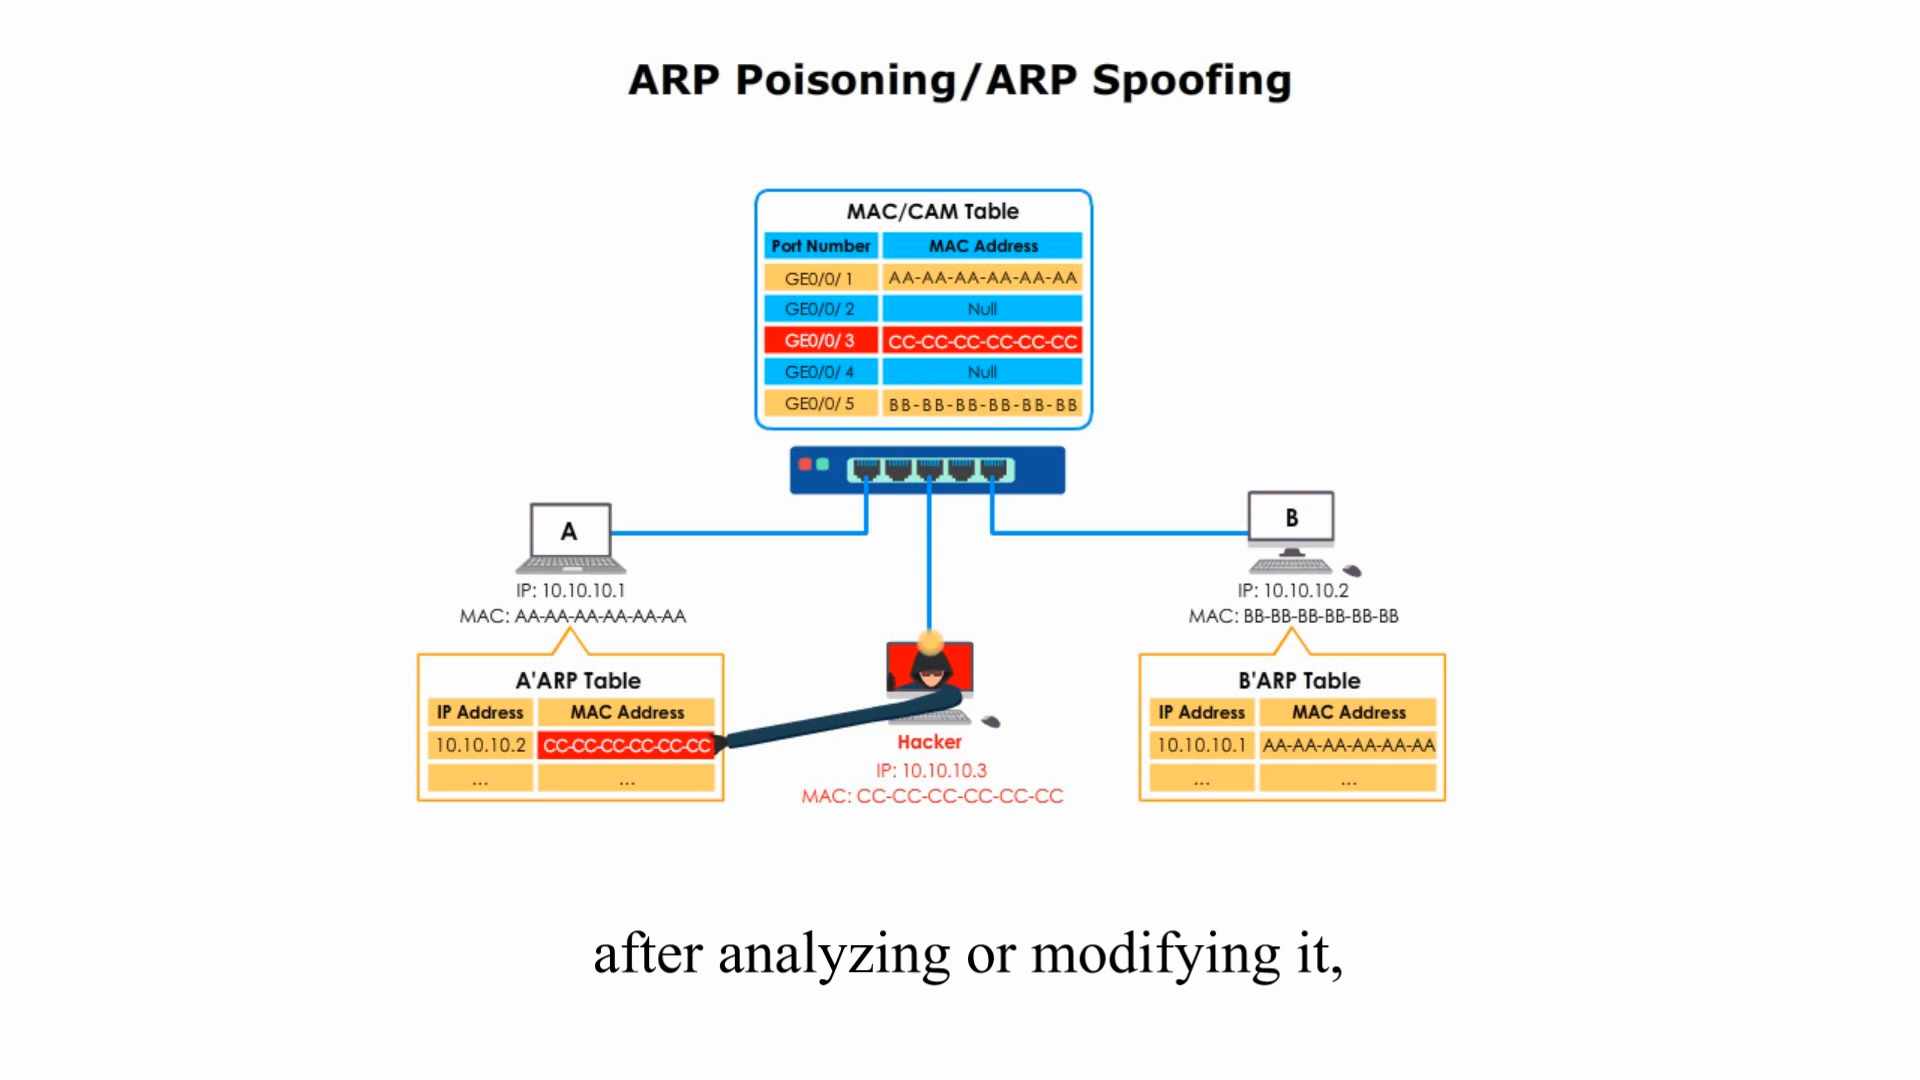 ARP Poisoning/ARP Spoofing
MAC/CAM Table
Port Number MAC Address
GE0/0/ 1 AA-AA-AA-AA-AA-AA
GE0/0/ 2 Null
GE0/0/ 3 CC-CC-CC-CC-CC-CC
GE0/0/ 4 Null
GE0/0/ 5 BB-BB-BB-BB-BB-BB
A
IP: 10.10.10.1
MAC: AA-AA-AA-AA-AA-AA
B
IP: 10.10.10.2
MAC: BB-BB-BB-BB-BB-BB
A'ARP Table
IP Address MAC Address
10.10.10.2 CC-CC-CC-CC-CC-CC
... ...
Hacker
IP: 10.10.10.3
MAC: CC-CC-CC-CC-CC-CC
B'ARP Table
IP Address MAC Address
10.10.10.1 AA-AA-AA-AA-AA-AA
... ...
after analyzing or modifying it,